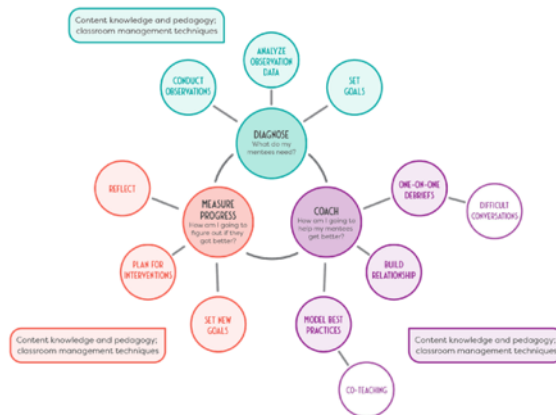 Content knowledge and pedagogy;
classroom management techniques
ANALYZE
OBSERVATION
DATA
CONDUCT
OBSERVATIONS
SET
GOALS
DIAGNOSE
What do my
mentees need?
REFLECT
MEASURE
PROGRESS
How am I going to
figure out if they
got better?
PLAN FOR
INTERVENTIONS
SET NEW
GOALS
COACH
How am I going to
help my mentees
get better?
ONE-ON-ONE
DEBRIEFS
DIFFICULT
CONVERSATIONS
BUILD
RELATIONSHIP
MODEL BEST
PRACTICES
CO-TEACHING
Content knowledge and pedagogy;
classroom management techniques
Content knowledge and pedagogy;
classroom management techniques